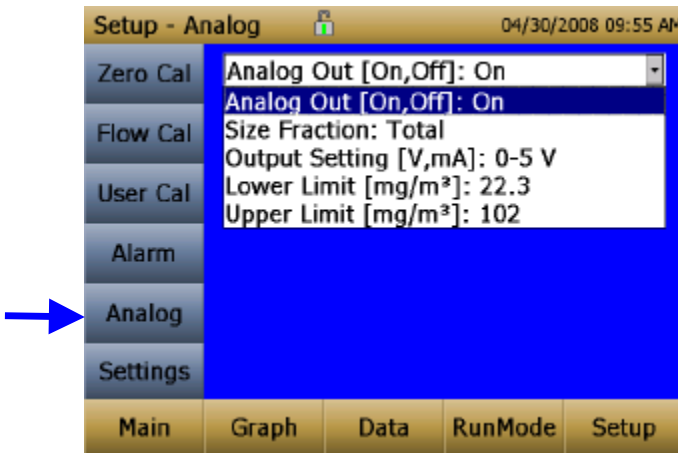 Setup - Analog 04/30/2008 09:55 AM
Zero Cal
Flow Cal
User Cal
Alarm
Analog
Settings
Analog Out [On,Off]: On
Analog Out [On,Off]: On
Size Fraction: Total
Output Setting [V,mA]: 0-5 V
Lower Limit [mg/m³]: 22.3
Upper Limit [mg/m³]: 102
Main Graph Data RunMode Setup